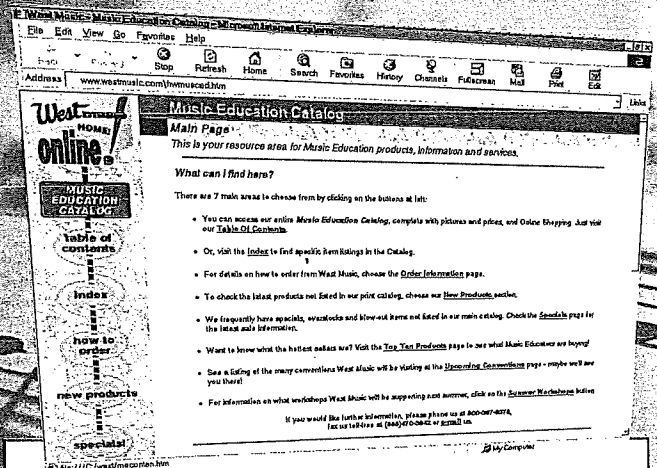 West Music - Music Education Catalog - Microsoft Internet Explorer
File Edit View Go Favorites Help
Back Stop Refresh Home Search Favorites History Channels Fullscreen Mail Print Edit
Address www.westmusic.com\hwmusced.htm Links
West music
HOME!
online
MUSIC
EDUCATION
CATALOG
table of
contents
index
how to
order
new products
specials!
Music Education Catalog
Main Page
This is your resource area for Music Education products, information and services.
What can I find here?
There are 7 main areas to choose from by clicking on the buttons at left:
• You can access our entire Music Education Catalog, complete with pictures and prices, and Online Shopping. Just visit
our Table Of Contents.
• Or, visit the Index to find specific item listings in the Catalog.
• For details on how to order from West Music, choose the Order Information page.
• To check the latest products not listed in our print catalog, choose our New Products section.
• We frequently have specials, overstocks and blow-out items not listed in our main catalog. Check the Specials page for
the latest sale information.
• Want to know what the hottest sellers are? Visit the Top Ten Products page to see what Music Educators are buying!
• See a listing of the many conventions West Music will be visiting at the Upcoming Conventions page - maybe we'll see
you there!
• For information on what workshops West Music will be supporting next summer, click on the Summer Workshops button
If you would like further information, please phone us at
fax us toll-free at or e-mail us.
My Computer